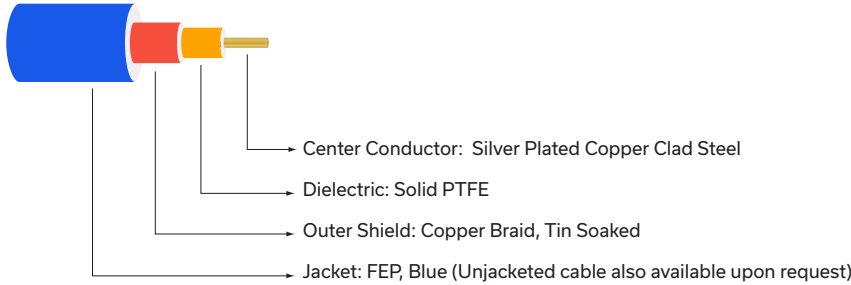 Center Conductor: Silver Plated Copper Clad Steel
Dielectric: Solid PTFE
Outer Shield: Copper Braid, Tin Soaked
Jacket: FEP, Blue (Unjacketed cable also available upon request)